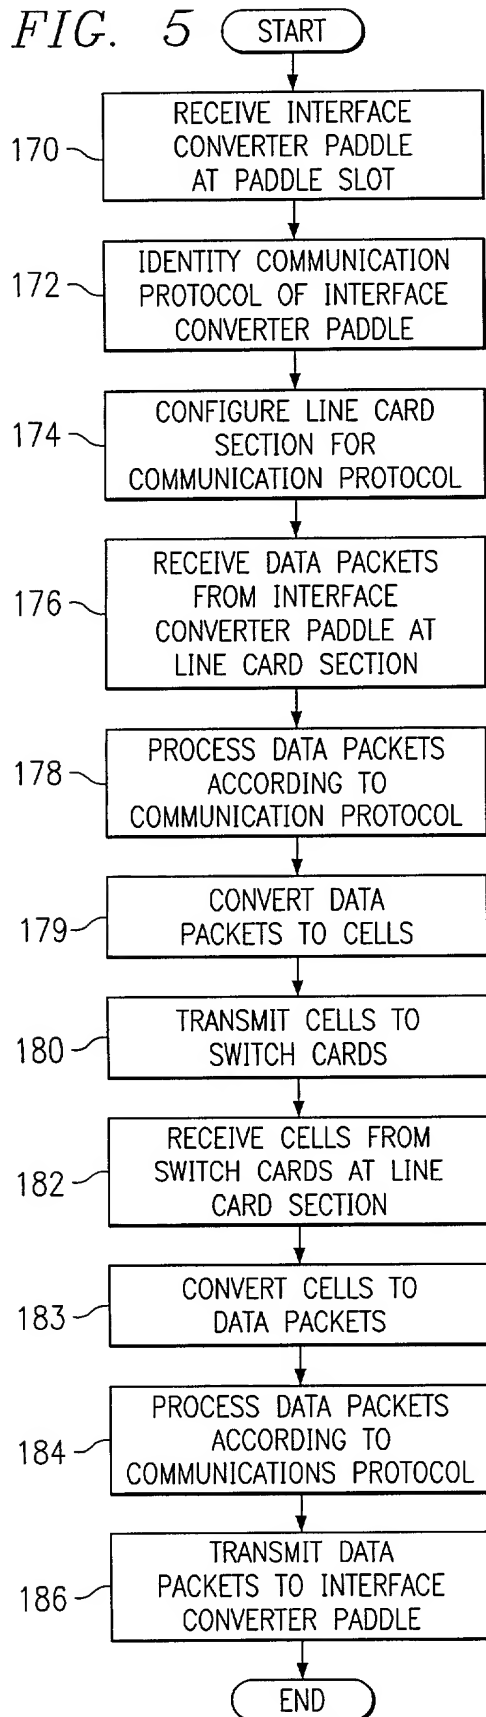 FIG. 5
START
170
RECEIVE INTERFACE
CONVERTER PADDLE
AT PADDLE SLOT
172
IDENTITY COMMUNICATION
PROTOCOL OF INTERFACE
CONVERTER PADDLE
174
CONFIGURE LINE CARD
SECTION FOR
COMMUNICATION PROTOCOL
176
RECEIVE DATA PACKETS
FROM INTERFACE
CONVERTER PADDLE AT
LINE CARD SECTION
178
PROCESS DATA PACKETS
ACCORDING TO
COMMUNICATION PROTOCOL
179
CONVERT DATA
PACKETS TO CELLS
180
TRANSMIT CELLS TO
SWITCH CARDS
182
RECEIVE CELLS FROM
SWITCH CARDS AT LINE
CARD SECTION
183
CONVERT CELLS TO
DATA PACKETS
184
PROCESS DATA PACKETS
ACCORDING TO
COMMUNICATIONS PROTOCOL
186
TRANSMIT DATA
PACKETS TO INTERFACE
CONVERTER PADDLE
END